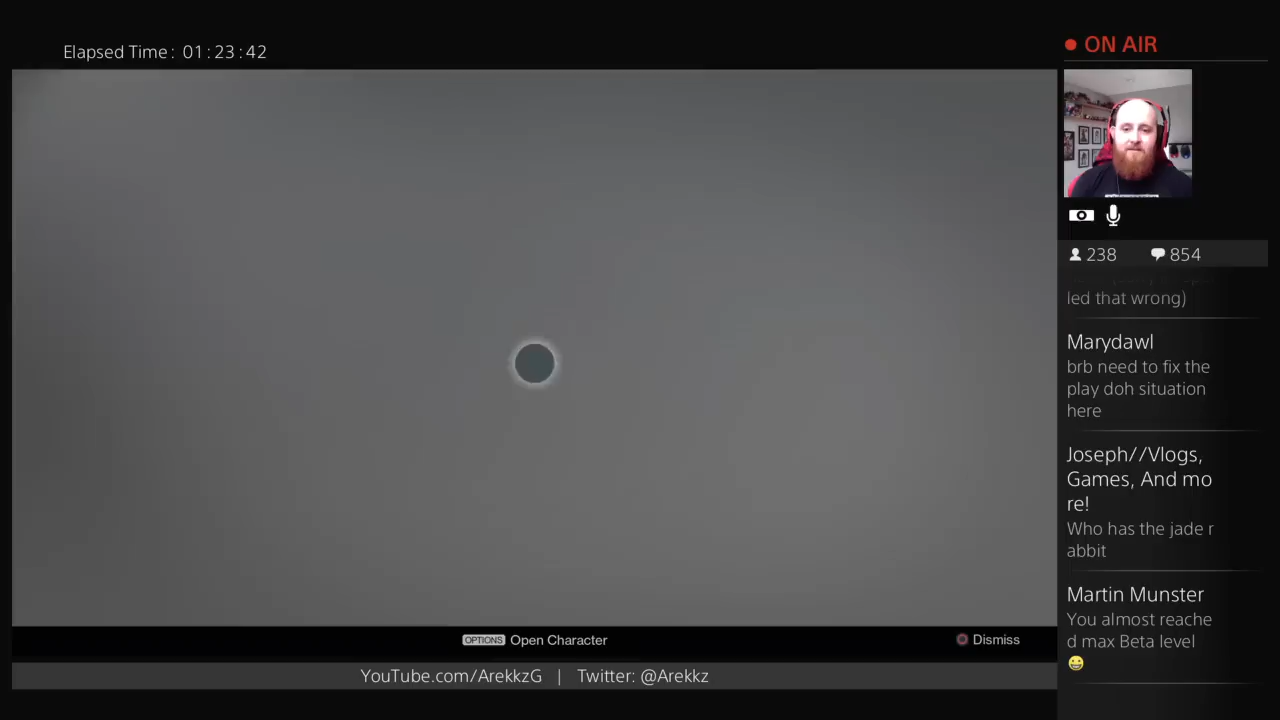 Elapsed Time: 01:23:42
ON AIR
238 854
led that wrong)
Marydawl
brb need to fix the
play doh situation
here
Joseph//Vlogs,
Games, And mo
re!
Who has the jade r
abbit
Martin Munster
You almost reache
d max Beta level
😀
OPTIONS Open Character
Dismiss
YouTube.com/ArekkzG | Twitter: @Arekkz